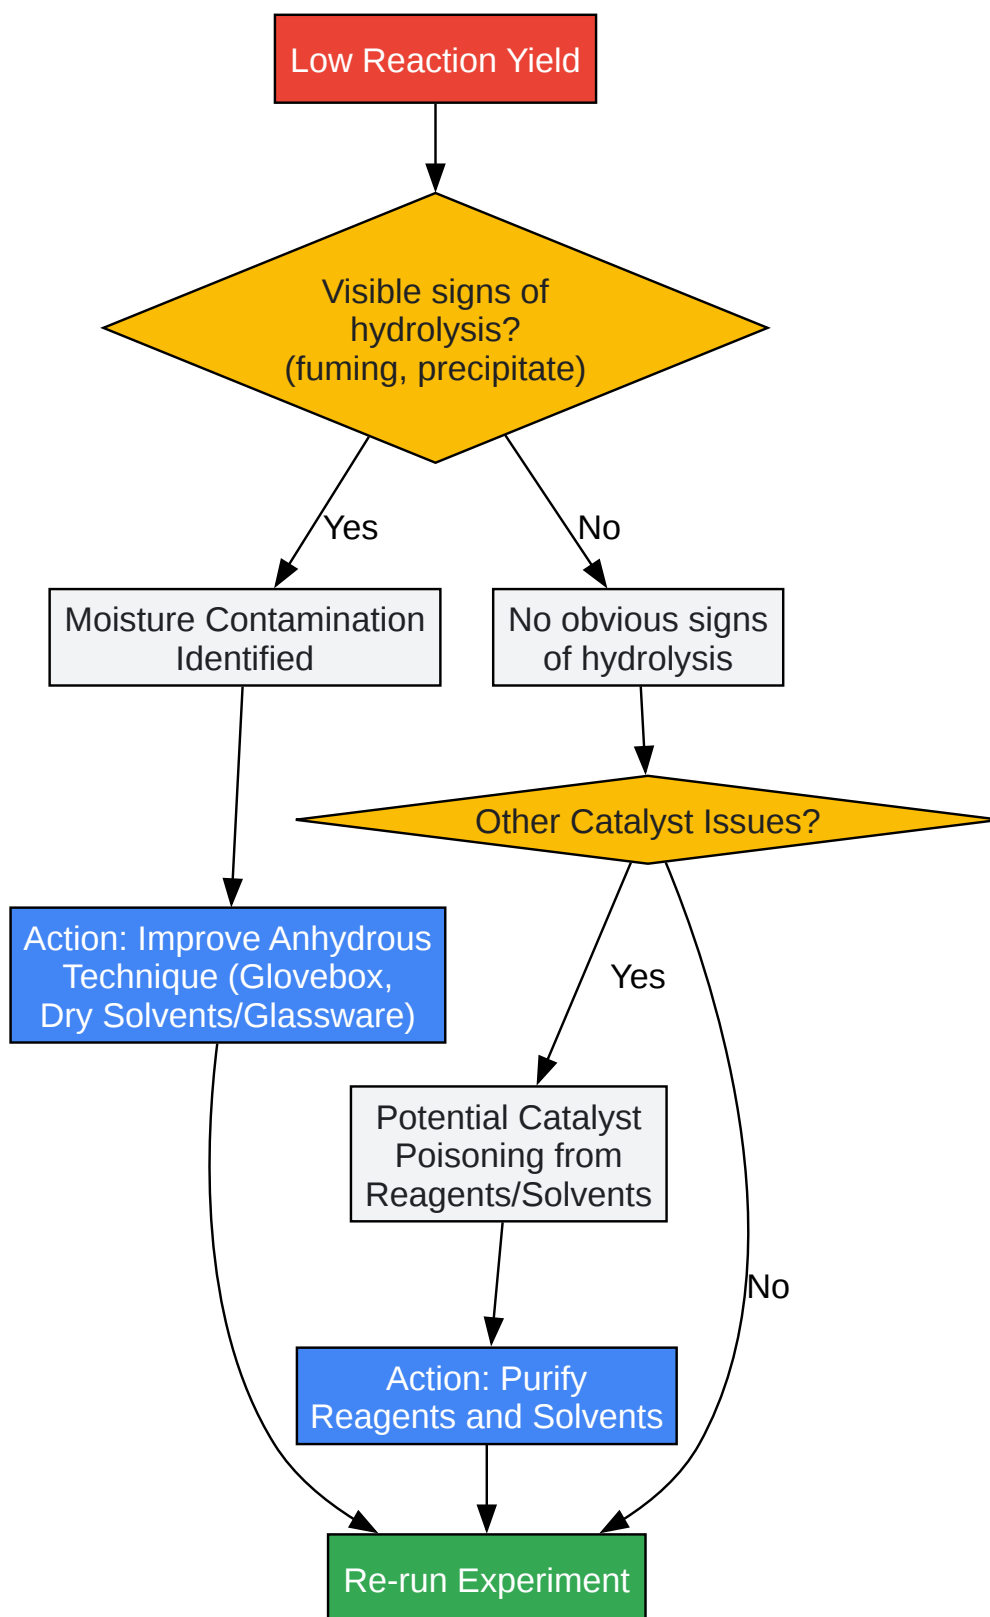 Low Reaction Yield
Visible signs of
hydrolysis?
(fuming, precipitate)
Yes
No
Moisture Contamination
Identified
No obvious signs
of hydrolysis
Other Catalyst Issues?
Action: Improve Anhydrous
Technique (Glovebox,
Dry Solvents/Glassware)
Yes
Potential Catalyst
Poisoning from
Reagents/Solvents
No
Action: Purify
Reagents and Solvents
Re-run Experiment